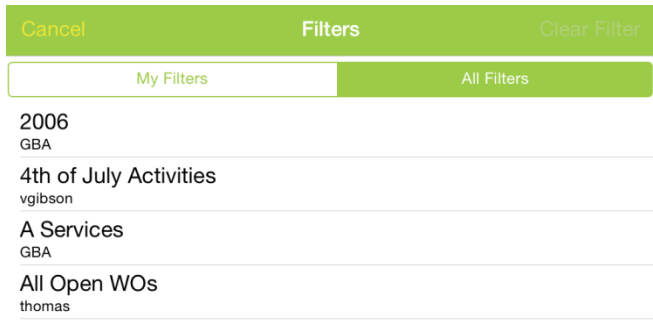 Cancel Filters Clear Filter
My Filters All Filters
2006
GBA
4th of July Activities
vgibson
A Services
GBA
All Open WOs
thomas